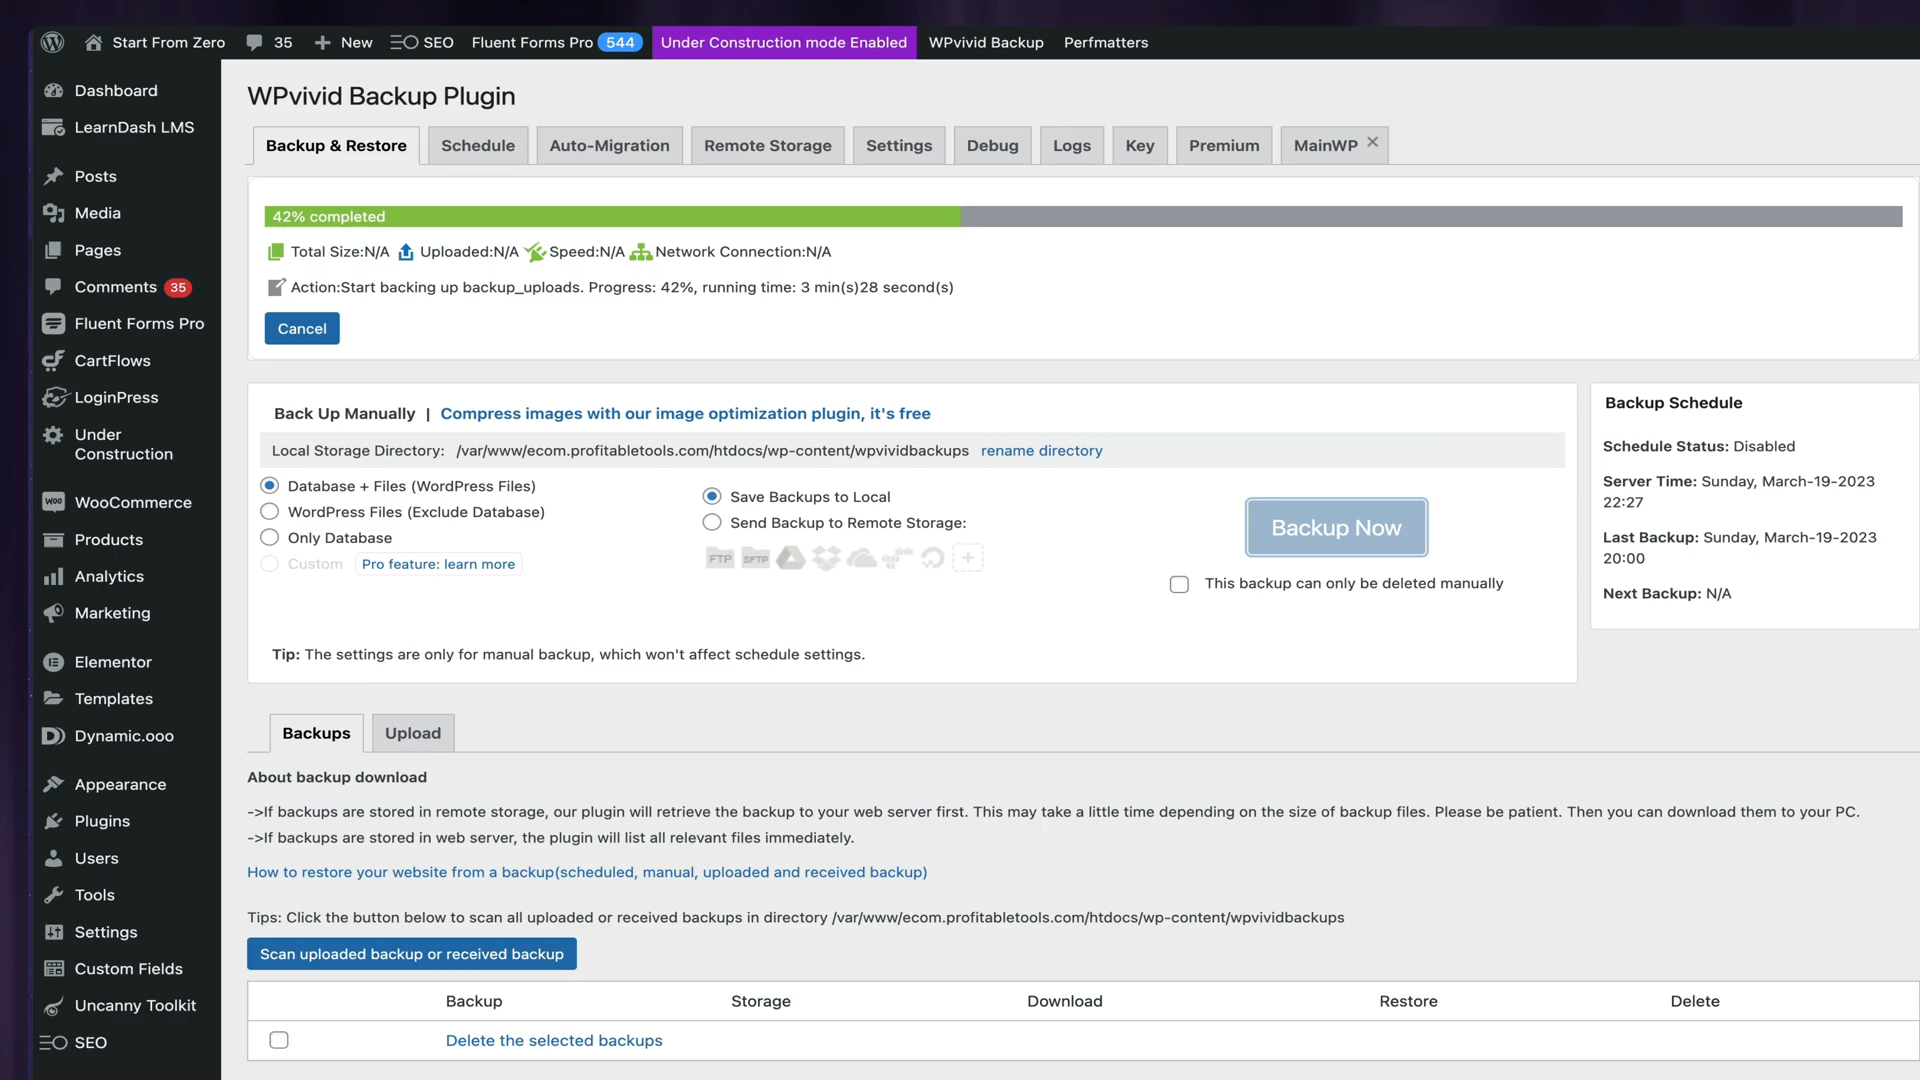 Start From Zero 35 New SEO Fluent Forms Pro 544 Under Construction mode Enabled WPvivid Backup Perfmatters
Dashboard
LearnDash LMS
Posts
Media
Pages
Comments 35
Fluent Forms Pro
CartFlows
LoginPress
Under
Construction
WOO WooCommerce
Products
Analytics
Marketing
Elementor
Templates
Dynamic.ooo
Appearance
Plugins
Users
Tools
Settings
Custom Fields
Uncanny Toolkit
SEO
WPvivid Backup Plugin
Backup & Restore Schedule Auto-Migration Remote Storage Settings Debug Logs Key Premium MainWP ✕
42% completed
Total Size:N/A Uploaded:N/A Speed:N/A Network Connection:N/A
Action:Start backing up backup_uploads. Progress: 42%, running time: 3 min(s)28 second(s)
Cancel
Back Up Manually | Compress images with our image optimization plugin, it's free
Local Storage Directory: /var/www/ecom.profitabletools.com/htdocs/wp-content/wpvividbackups rename directory
Database + Files (WordPress Files)
WordPress Files (Exclude Database)
Only Database
Custom Pro feature: learn more
Save Backups to Local
Send Backup to Remote Storage:
FTP SFTP
Backup Now
This backup can only be deleted manually
Tip: The settings are only for manual backup, which won't affect schedule settings.
Backup Schedule
Schedule Status: Disabled
Server Time: Sunday, March-19-2023
22:27
Last Backup: Sunday, March-19-2023
20:00
Next Backup: N/A
Backups Upload
About backup download
->If backups are stored in remote storage, our plugin will retrieve the backup to your web server first. This may take a little time depending on the size of backup files. Please be patient. Then you can download them to your PC.
->If backups are stored in web server, the plugin will list all relevant files immediately.
How to restore your website from a backup(scheduled, manual, uploaded and received backup)
Tips: Click the button below to scan all uploaded or received backups in directory /var/www/ecom.profitabletools.com/htdocs/wp-content/wpvividbackups
Scan uploaded backup or received backup
Backup Storage Download Restore Delete
Delete the selected backups